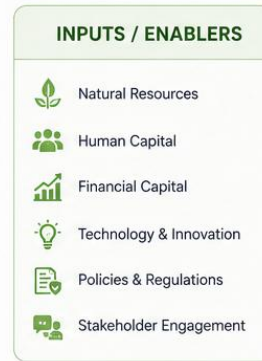 INPUTS / ENABLERS
Natural Resources
Human Capital
Financial Capital
Technology & Innovation
Policies & Regulations
Stakeholder Engagement